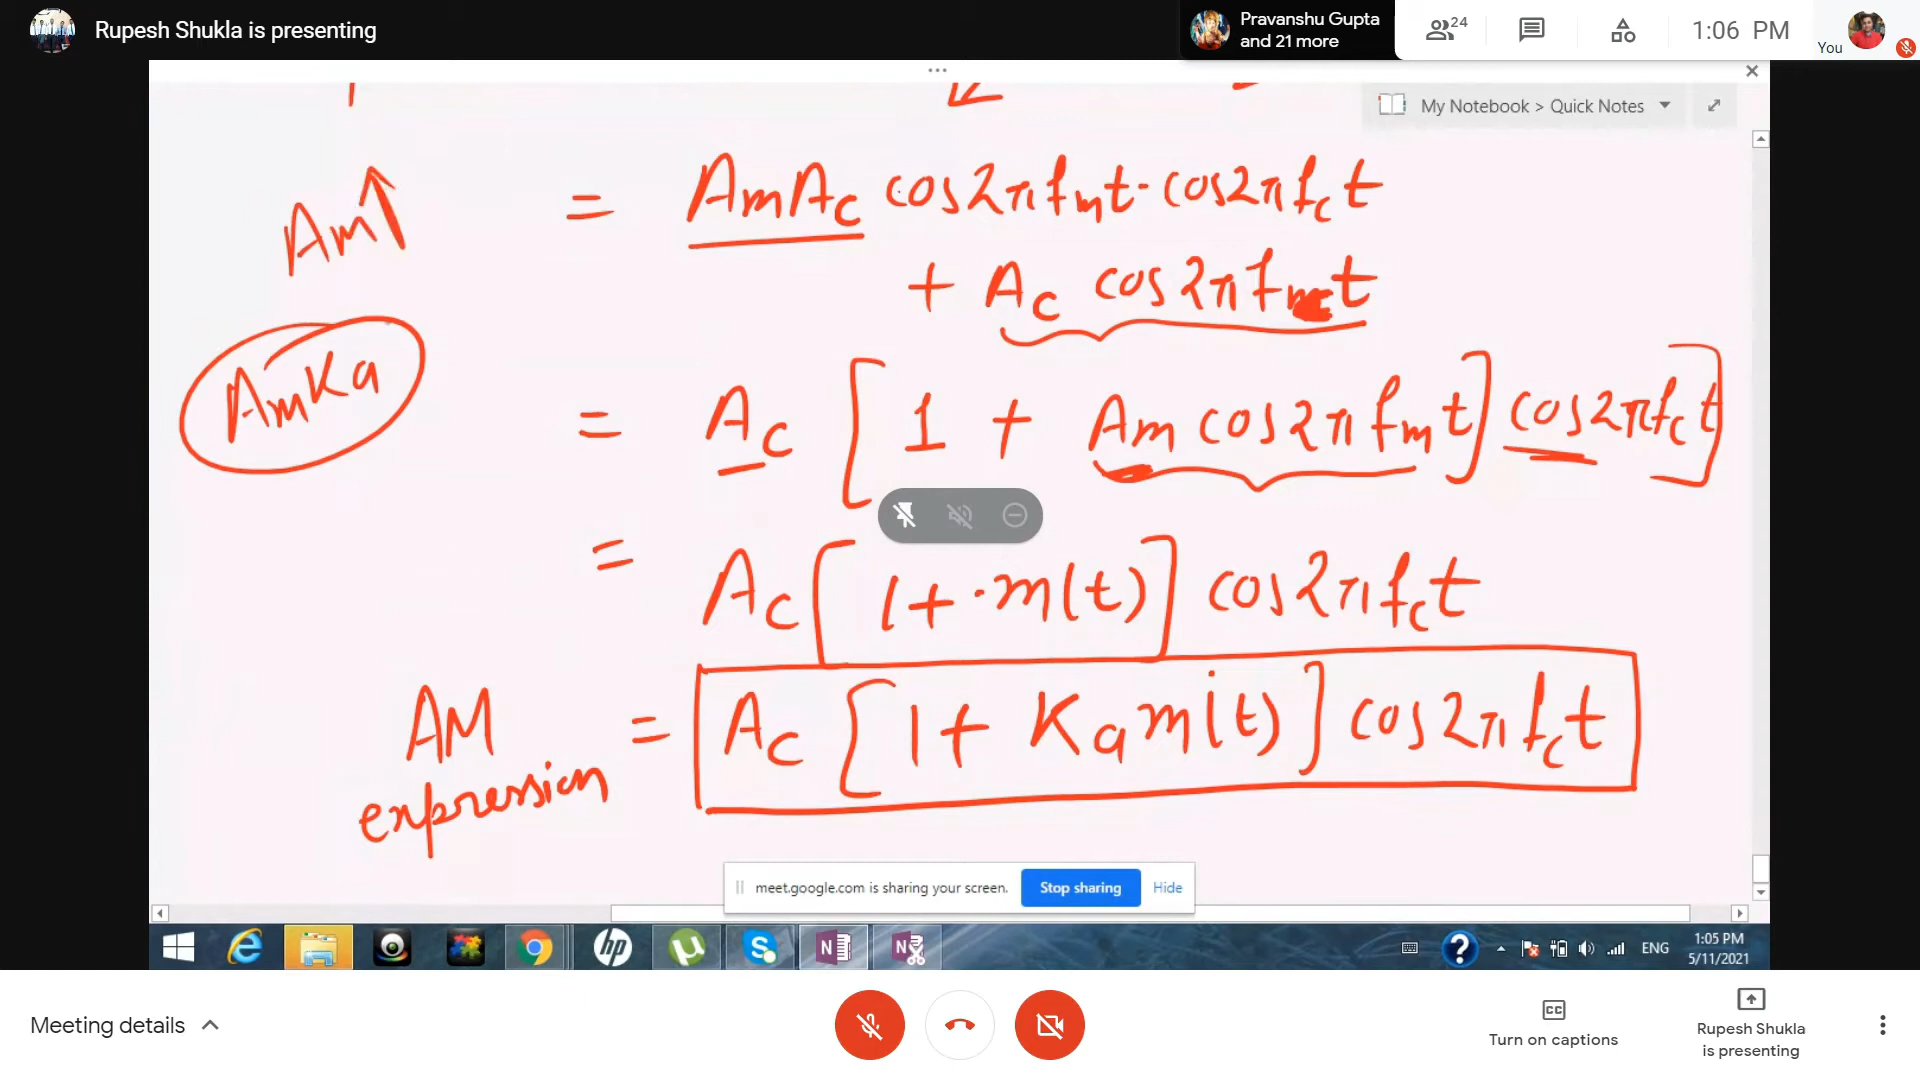 Rupesh Shukla is presenting
Pravanshu Gupta
and 21 more
24
1:06 PM
You
My Notebook > Quick Notes
Am↑
= AmAc cos2πfmt · cos2πfct
+ Ac cos2πf t
AmKa
= Ac [1 + Am cos2πfmt] cos2πfct]
= Ac [1 + · m(t)] cos2πfct
AM
expression
= Ac [1 + Kam(t)] cos2πfct
meet.google.com is sharing your screen.
Stop sharing
Hide
hp
N
N
ENG
1:05 PM
5/11/2021
Meeting details
CC
Turn on captions
Rupesh Shukla
is presenting